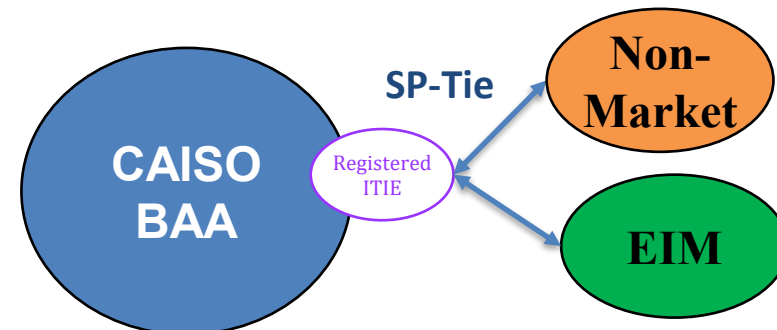 CAISO
BAA
Registered
ITIE
SP-Tie
Non-
Market
EIM